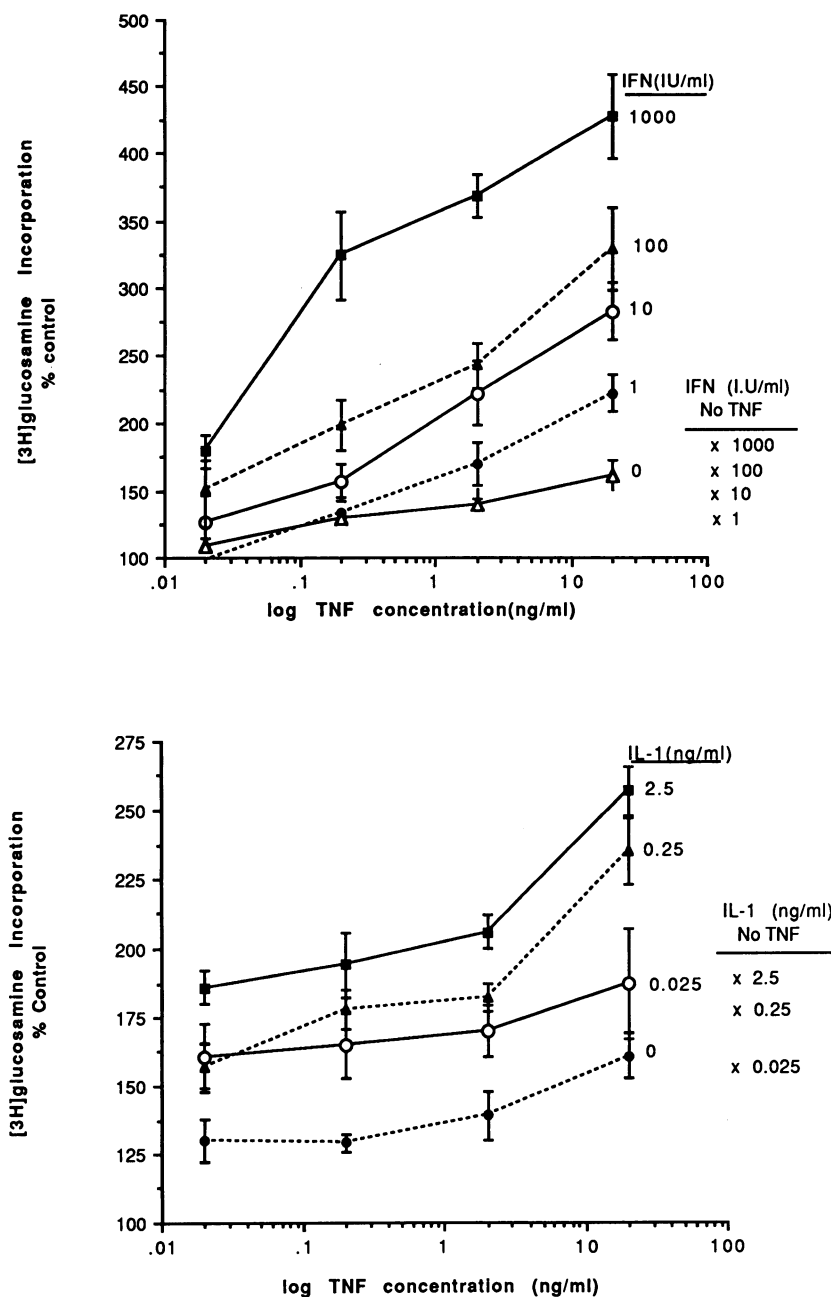 500
450
400
350
300
250
200
150
100
[3H]glucosamine Incorporation
% control
IFN(IU/ml)
1000
100
10
1
0
IFN (I.U/ml)
No TNF
x 1000
x 100
x 10
x 1
.01
.1
1
10
100
log TNF concentration(ng/ml)
275
250
225
200
175
150
125
100
[3H]glucosamine Incorporation
% Control
IL-1(ng/ml)
2.5
0.25
0.025
0
IL-1 (ng/ml)
No TNF
x 2.5
x 0.25
x 0.025
.01
.1
1
10
100
log TNF concentration (ng/ml)